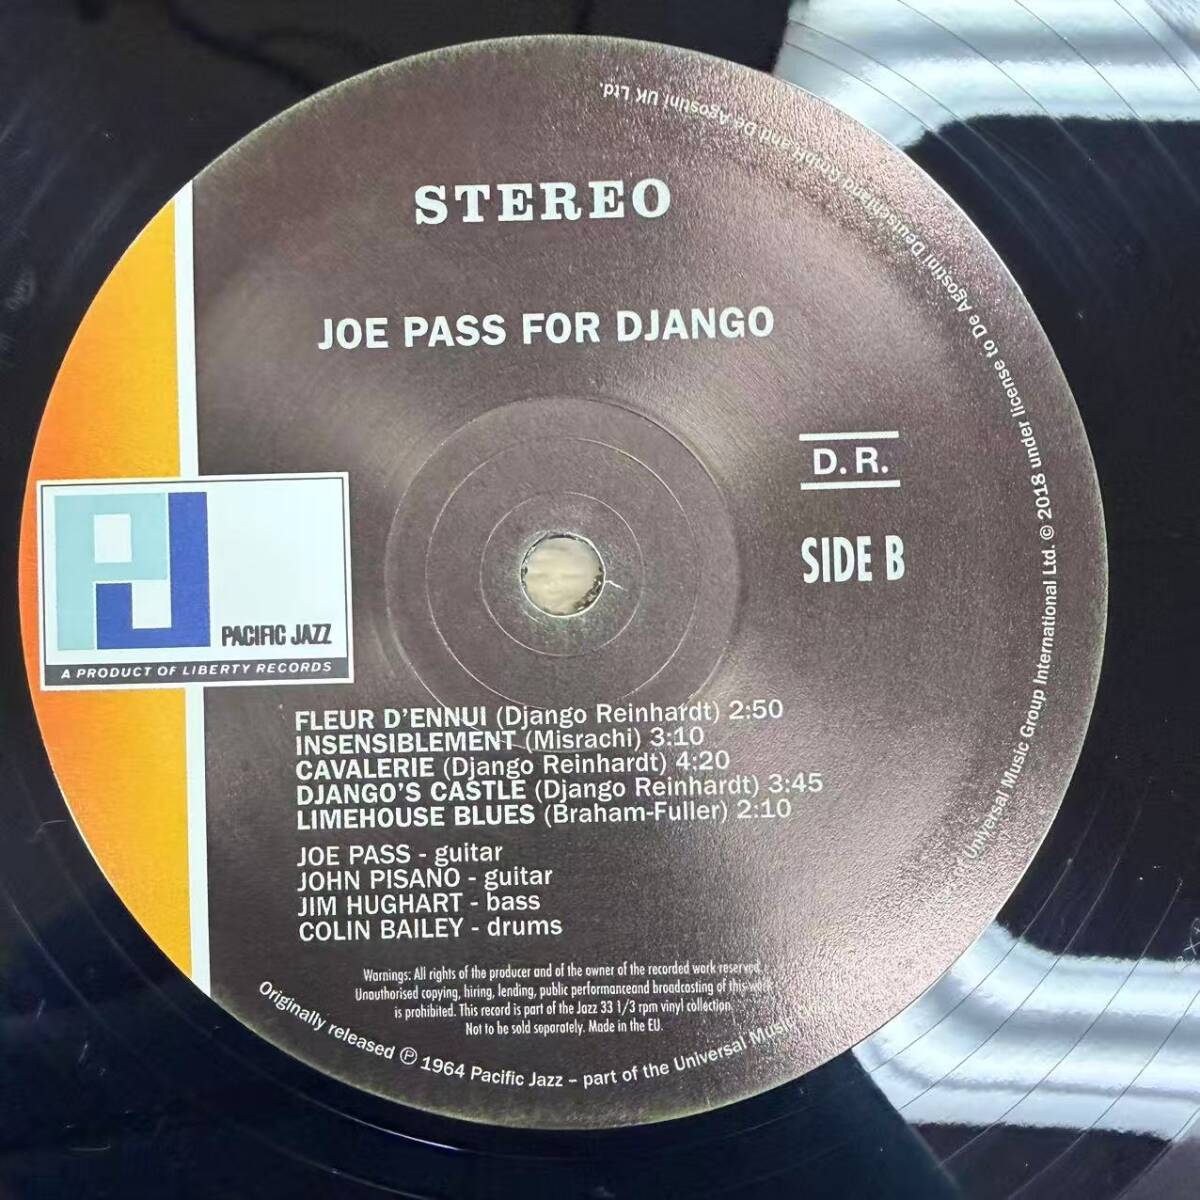 STEREO
JOE PASS FOR DJANGO
D. R.
SIDE B
PJ
PACIFIC JAZZ
A PRODUCT OF LIBERTY RECORDS
FLEUR D'ENNUI (Django Reinhardt) 2:50
INSENSIBLEMENT (Misrachi) 3:10
CAVALERIE (Django Reinhardt) 4:20
DJANGO'S CASTLE (Django Reinhardt) 3:45
LIMEHOUSE BLUES (Braham-Fuller) 2:10
JOE PASS - guitar
JOHN PISANO - guitar
JIM HUGHART - bass
COLIN BAILEY - drums
Warnings: All rights of the producer and of the owner of the recorded work reserved.
Unauthorised copying, hiring, lending, public performanceand broadcasting of this work
is prohibited. This record is part of the Jazz 33 1/3 rpm vinyl collection.
Not to be sold separately. Made in the EU.
Originally released ℗ 1964 Pacific Jazz – part of the Universal Music Universal Music Group International Ltd. © 2018 under license to De Agostini Deutschland GmbH and De Agostini UK Ltd.